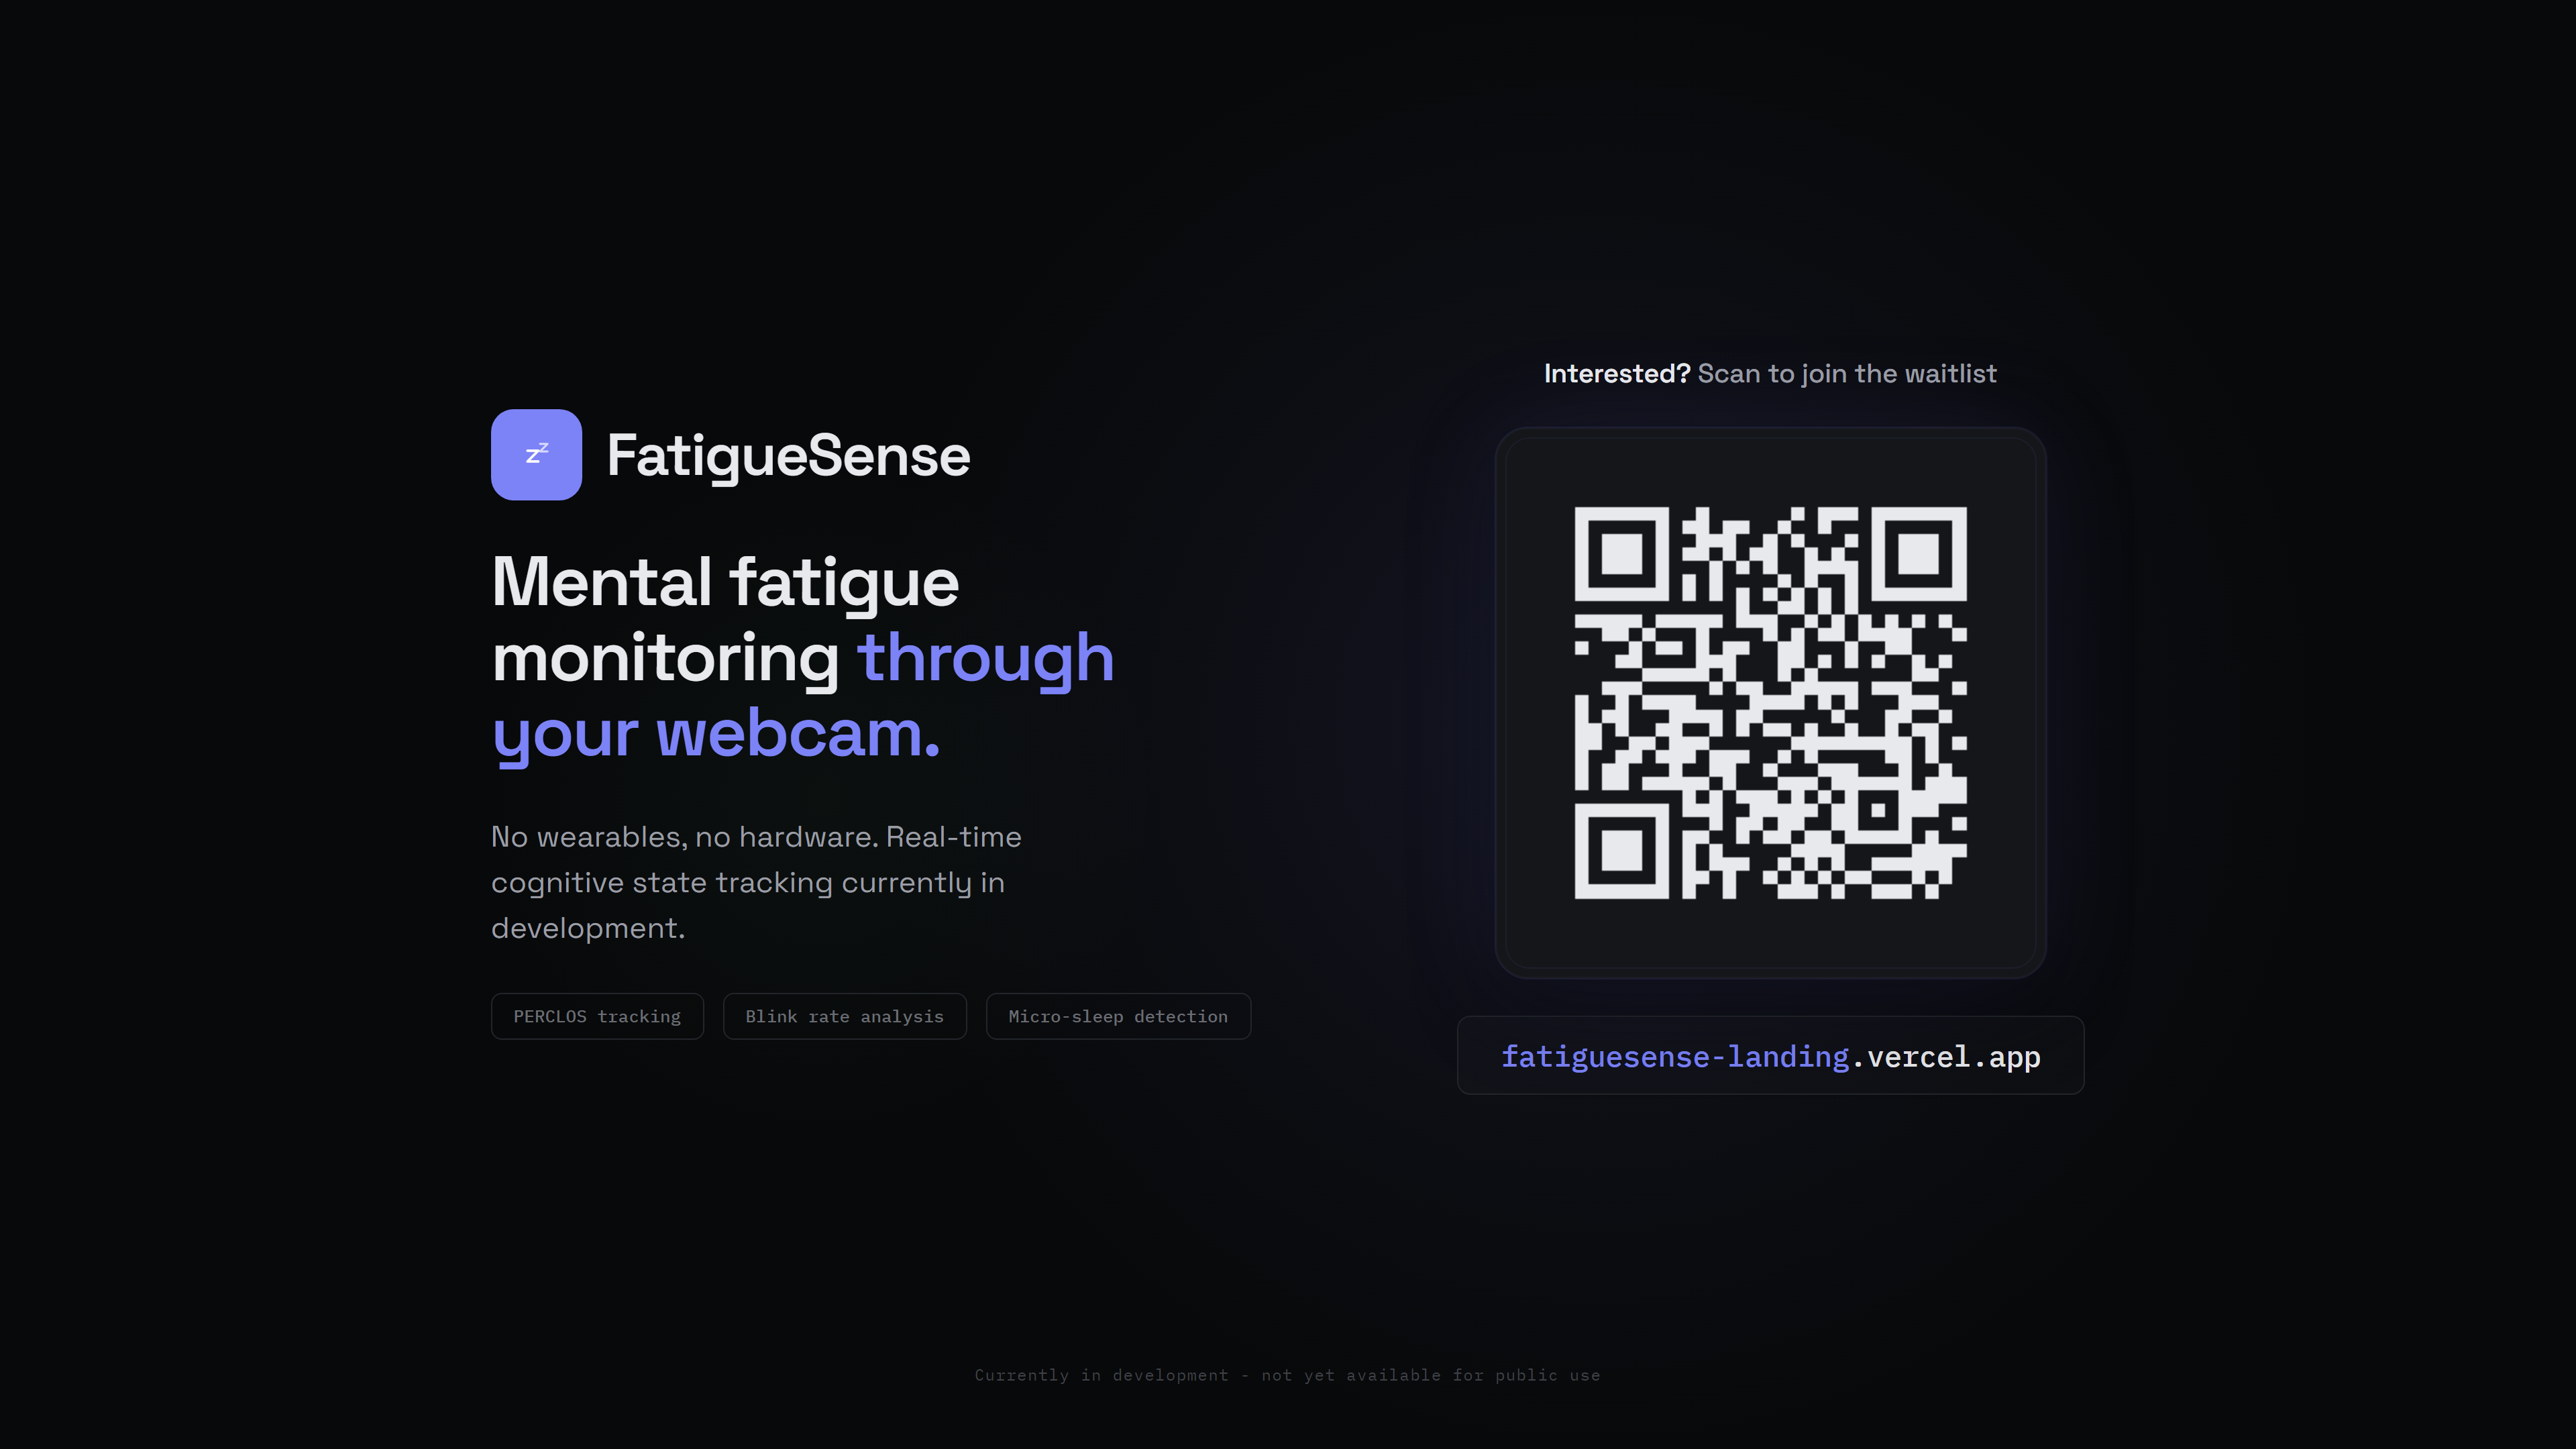 zz
FatigueSense
Mental fatigue
monitoring through
your webcam.
No wearables, no hardware. Real-time
cognitive state tracking currently in
development.
PERCLOS tracking
Blink rate analysis
Micro-sleep detection
Interested? Scan to join the waitlist
fatiguesense-landing.vercel.app
Currently in development - not yet available for public use